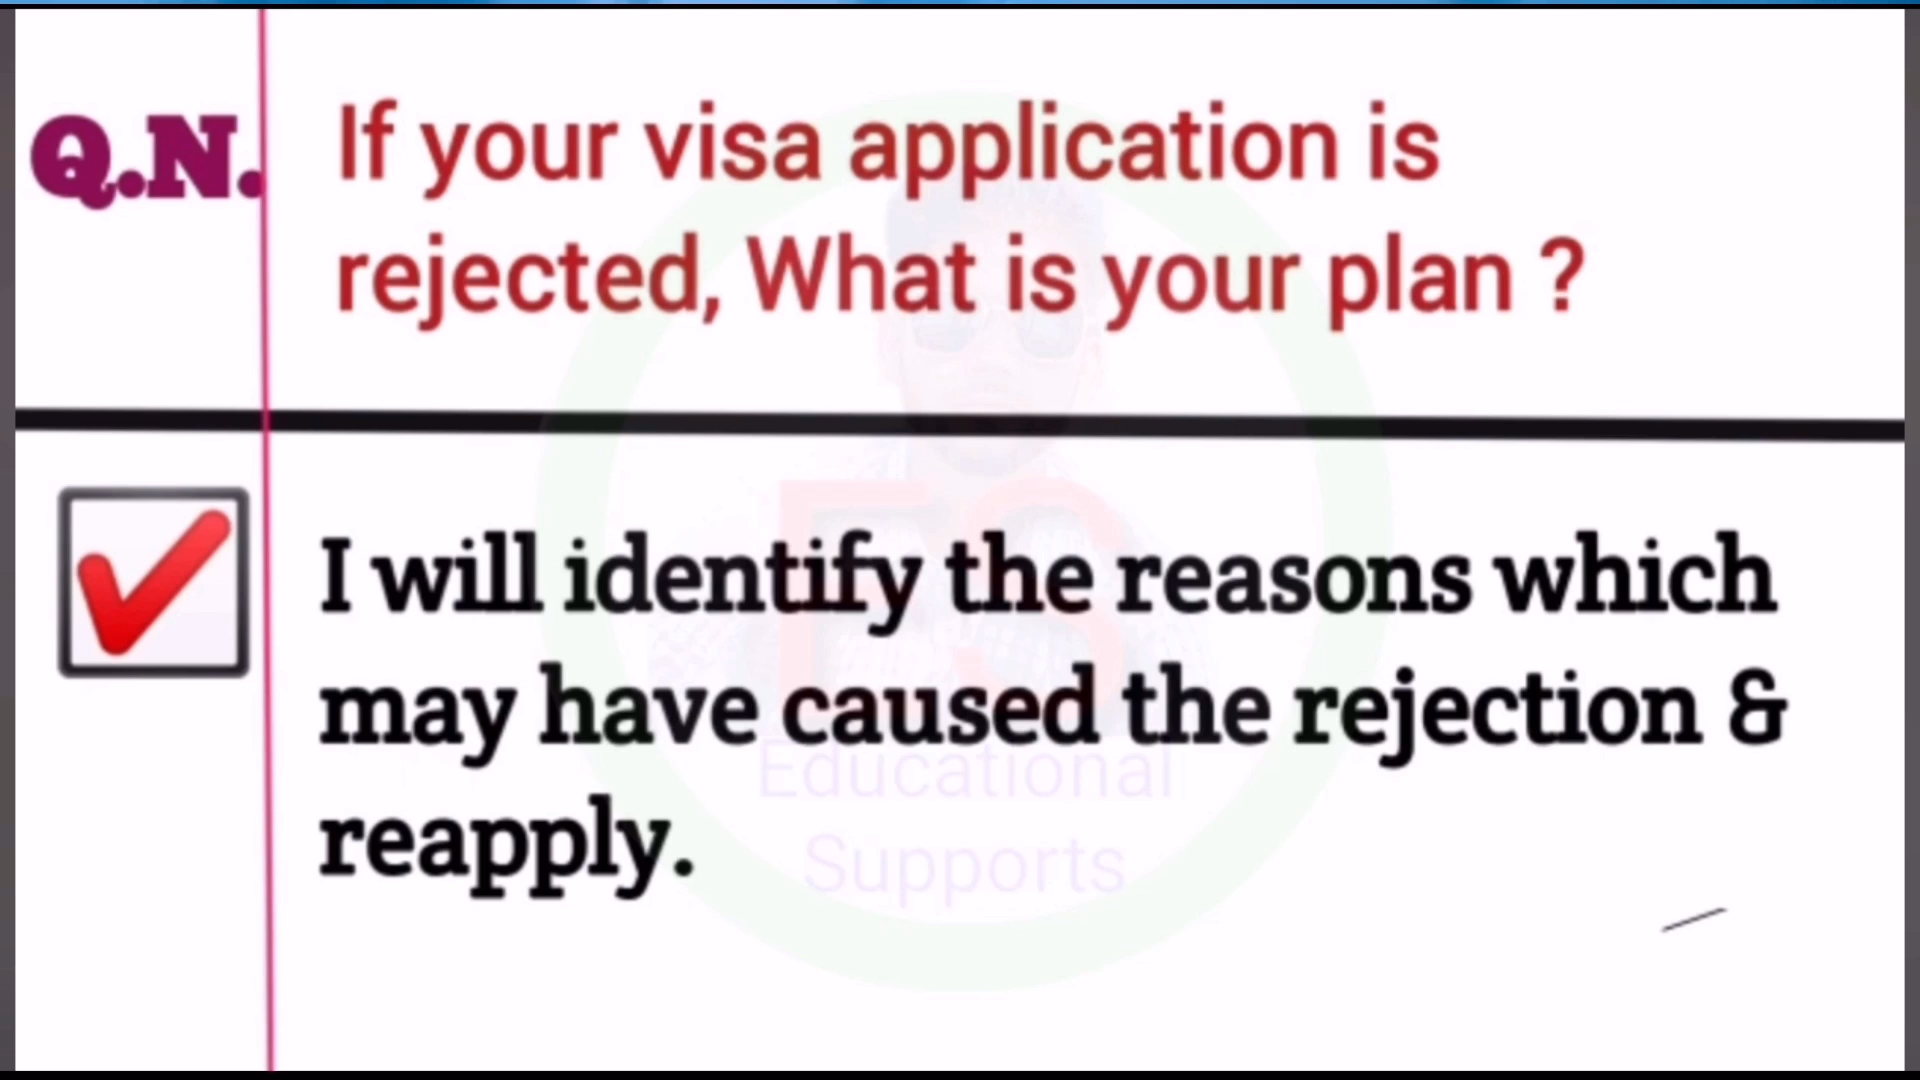 Q.N.
If your visa application is
rejected, What is your plan ?
I will identify the reasons which
may have caused the rejection &
reapply.
ES
Educational
Supports